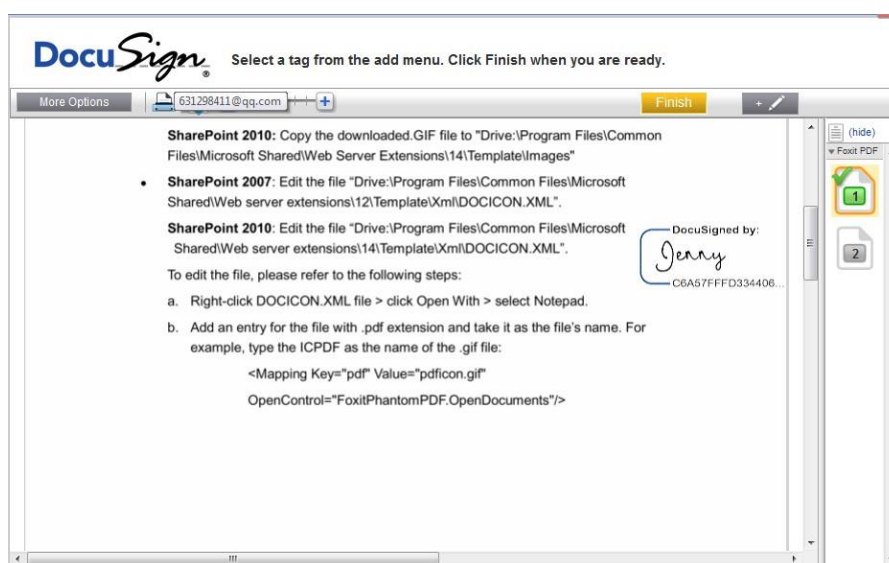 DocuSign® Select a tag from the add menu. Click Finish when you are ready.
More Options 631298411@qq.com + Finish +
SharePoint 2010: Copy the downloaded.GIF file to "Drive:\Program Files\Common
Files\Microsoft Shared\Web Server Extensions\14\Template\Images"
• SharePoint 2007: Edit the file “Drive:\Program Files\Common Files\Microsoft
Shared\Web server extensions\12\Template\Xml\DOCICON.XML”.
SharePoint 2010: Edit the file “Drive:\Program Files\Common Files\Microsoft
Shared\Web server extensions\14\Template\Xml\DOCICON.XML”.
To edit the file, please refer to the following steps:
a. Right-click DOCICON.XML file > click Open With > select Notepad.
b. Add an entry for the file with .pdf extension and take it as the file’s name. For
example, type the ICPDF as the name of the .gif file:
<Mapping Key="pdf" Value="pdficon.gif"
OpenControl="FoxitPhantomPDF.OpenDocuments"/>
DocuSigned by:
Jenny
C6A57FFFD334406...
(hide)
Foxit PDF
1
2